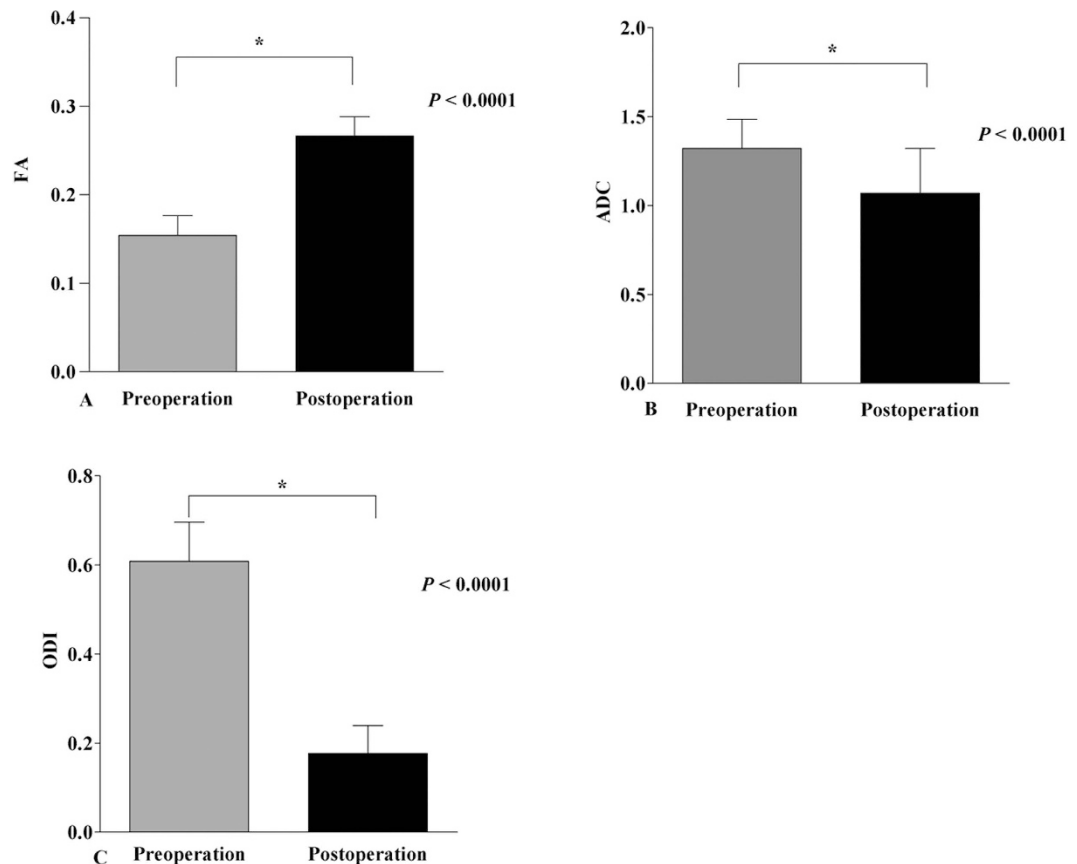 0.4
*
0.3
P < 0.0001
FA
0.2
0.1
0.0
A Preoperation Postoperation
2.0
*
1.5
P < 0.0001
ADC
1.0
0.5
0.0
B Preoperation Postoperation
0.8
*
0.6
P < 0.0001
ODI
0.4
0.2
0.0
C Preoperation Postoperation